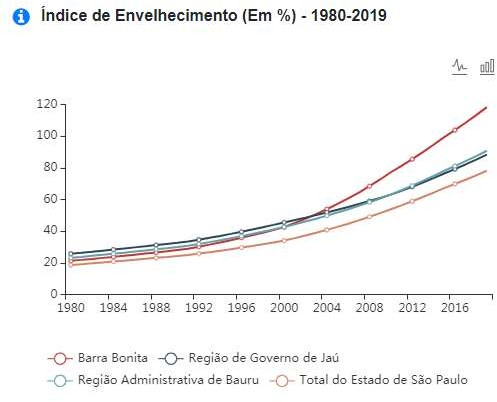 Índice de Envelhecimento (Em %) - 1980-2019
120
100
80
60
40
20
0
1980 1984 1988 1992 1996 2000 2004 2008 2012 2016
Barra Bonita Região de Governo de Jaú
Região Administrativa de Bauru Total do Estado de São Paulo